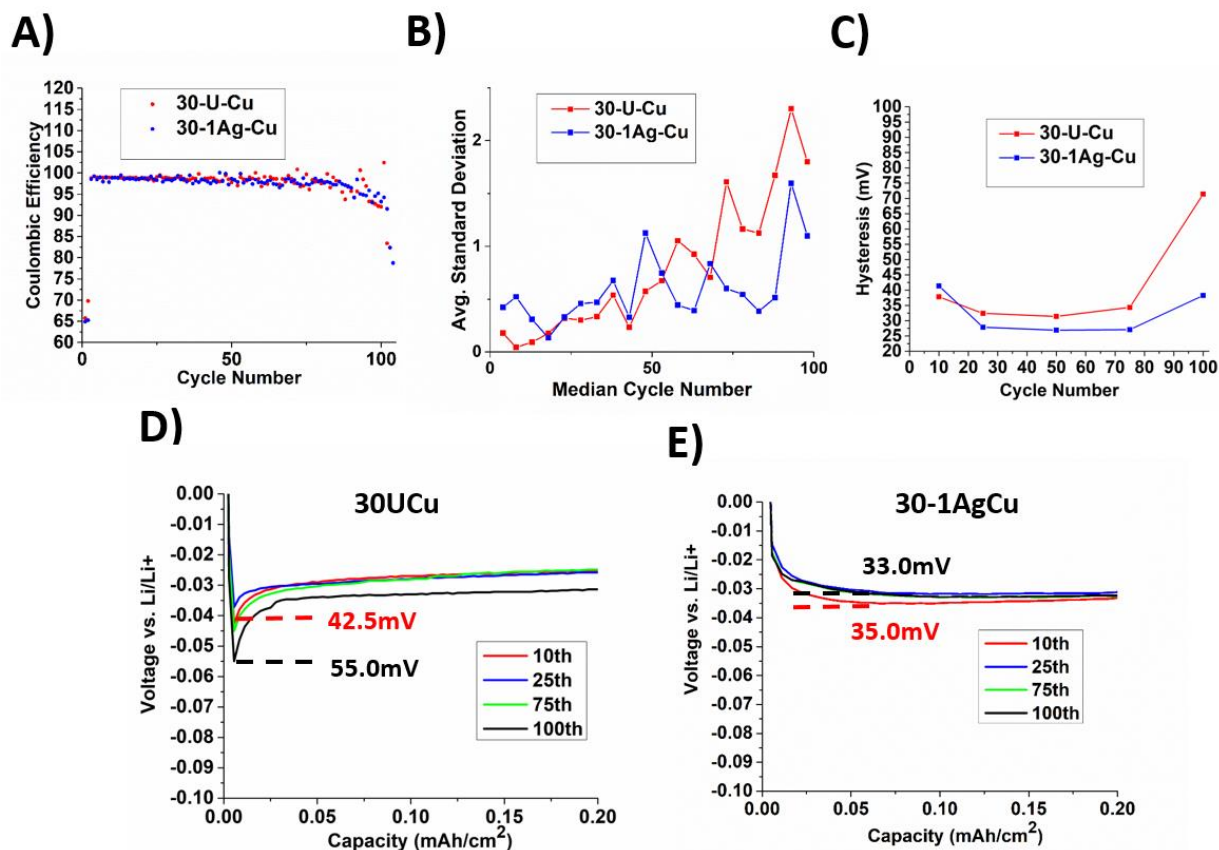 A)
120
115
110
105
100
95
90
85
80
75
70
65
60
Coulombic Efficiency
30-U-Cu
30-1Ag-Cu
0
50
100
Cycle Number
B)
2
1
0
Avg. Standard Deviation
30-U-Cu
30-1Ag-Cu
0
50
100
Median Cycle Number
C)
100
95
90
85
80
75
70
65
60
55
50
45
40
35
30
25
20
Hysteresis (mV)
30-U-Cu
30-1Ag-Cu
0 10 20 30 40 50 60 70 80 90 100
Cycle Number
D)
30UCu
0.00
-0.01
-0.02
-0.03
-0.04
-0.05
-0.06
-0.07
-0.08
-0.09
-0.10
Voltage vs. Li/Li+
42.5mV
55.0mV
10th
25th
75th
100th
0.00 0.05 0.10 0.15 0.20
Capacity (mAh/cm²)
E)
30-1AgCu
0.00
-0.01
-0.02
-0.03
-0.04
-0.05
-0.06
-0.07
-0.08
-0.09
-0.10
Voltage vs. Li/Li+
33.0mV
35.0mV
10th
25th
75th
100th
0.00 0.05 0.10 0.15 0.20
Capacity (mAh/cm²)